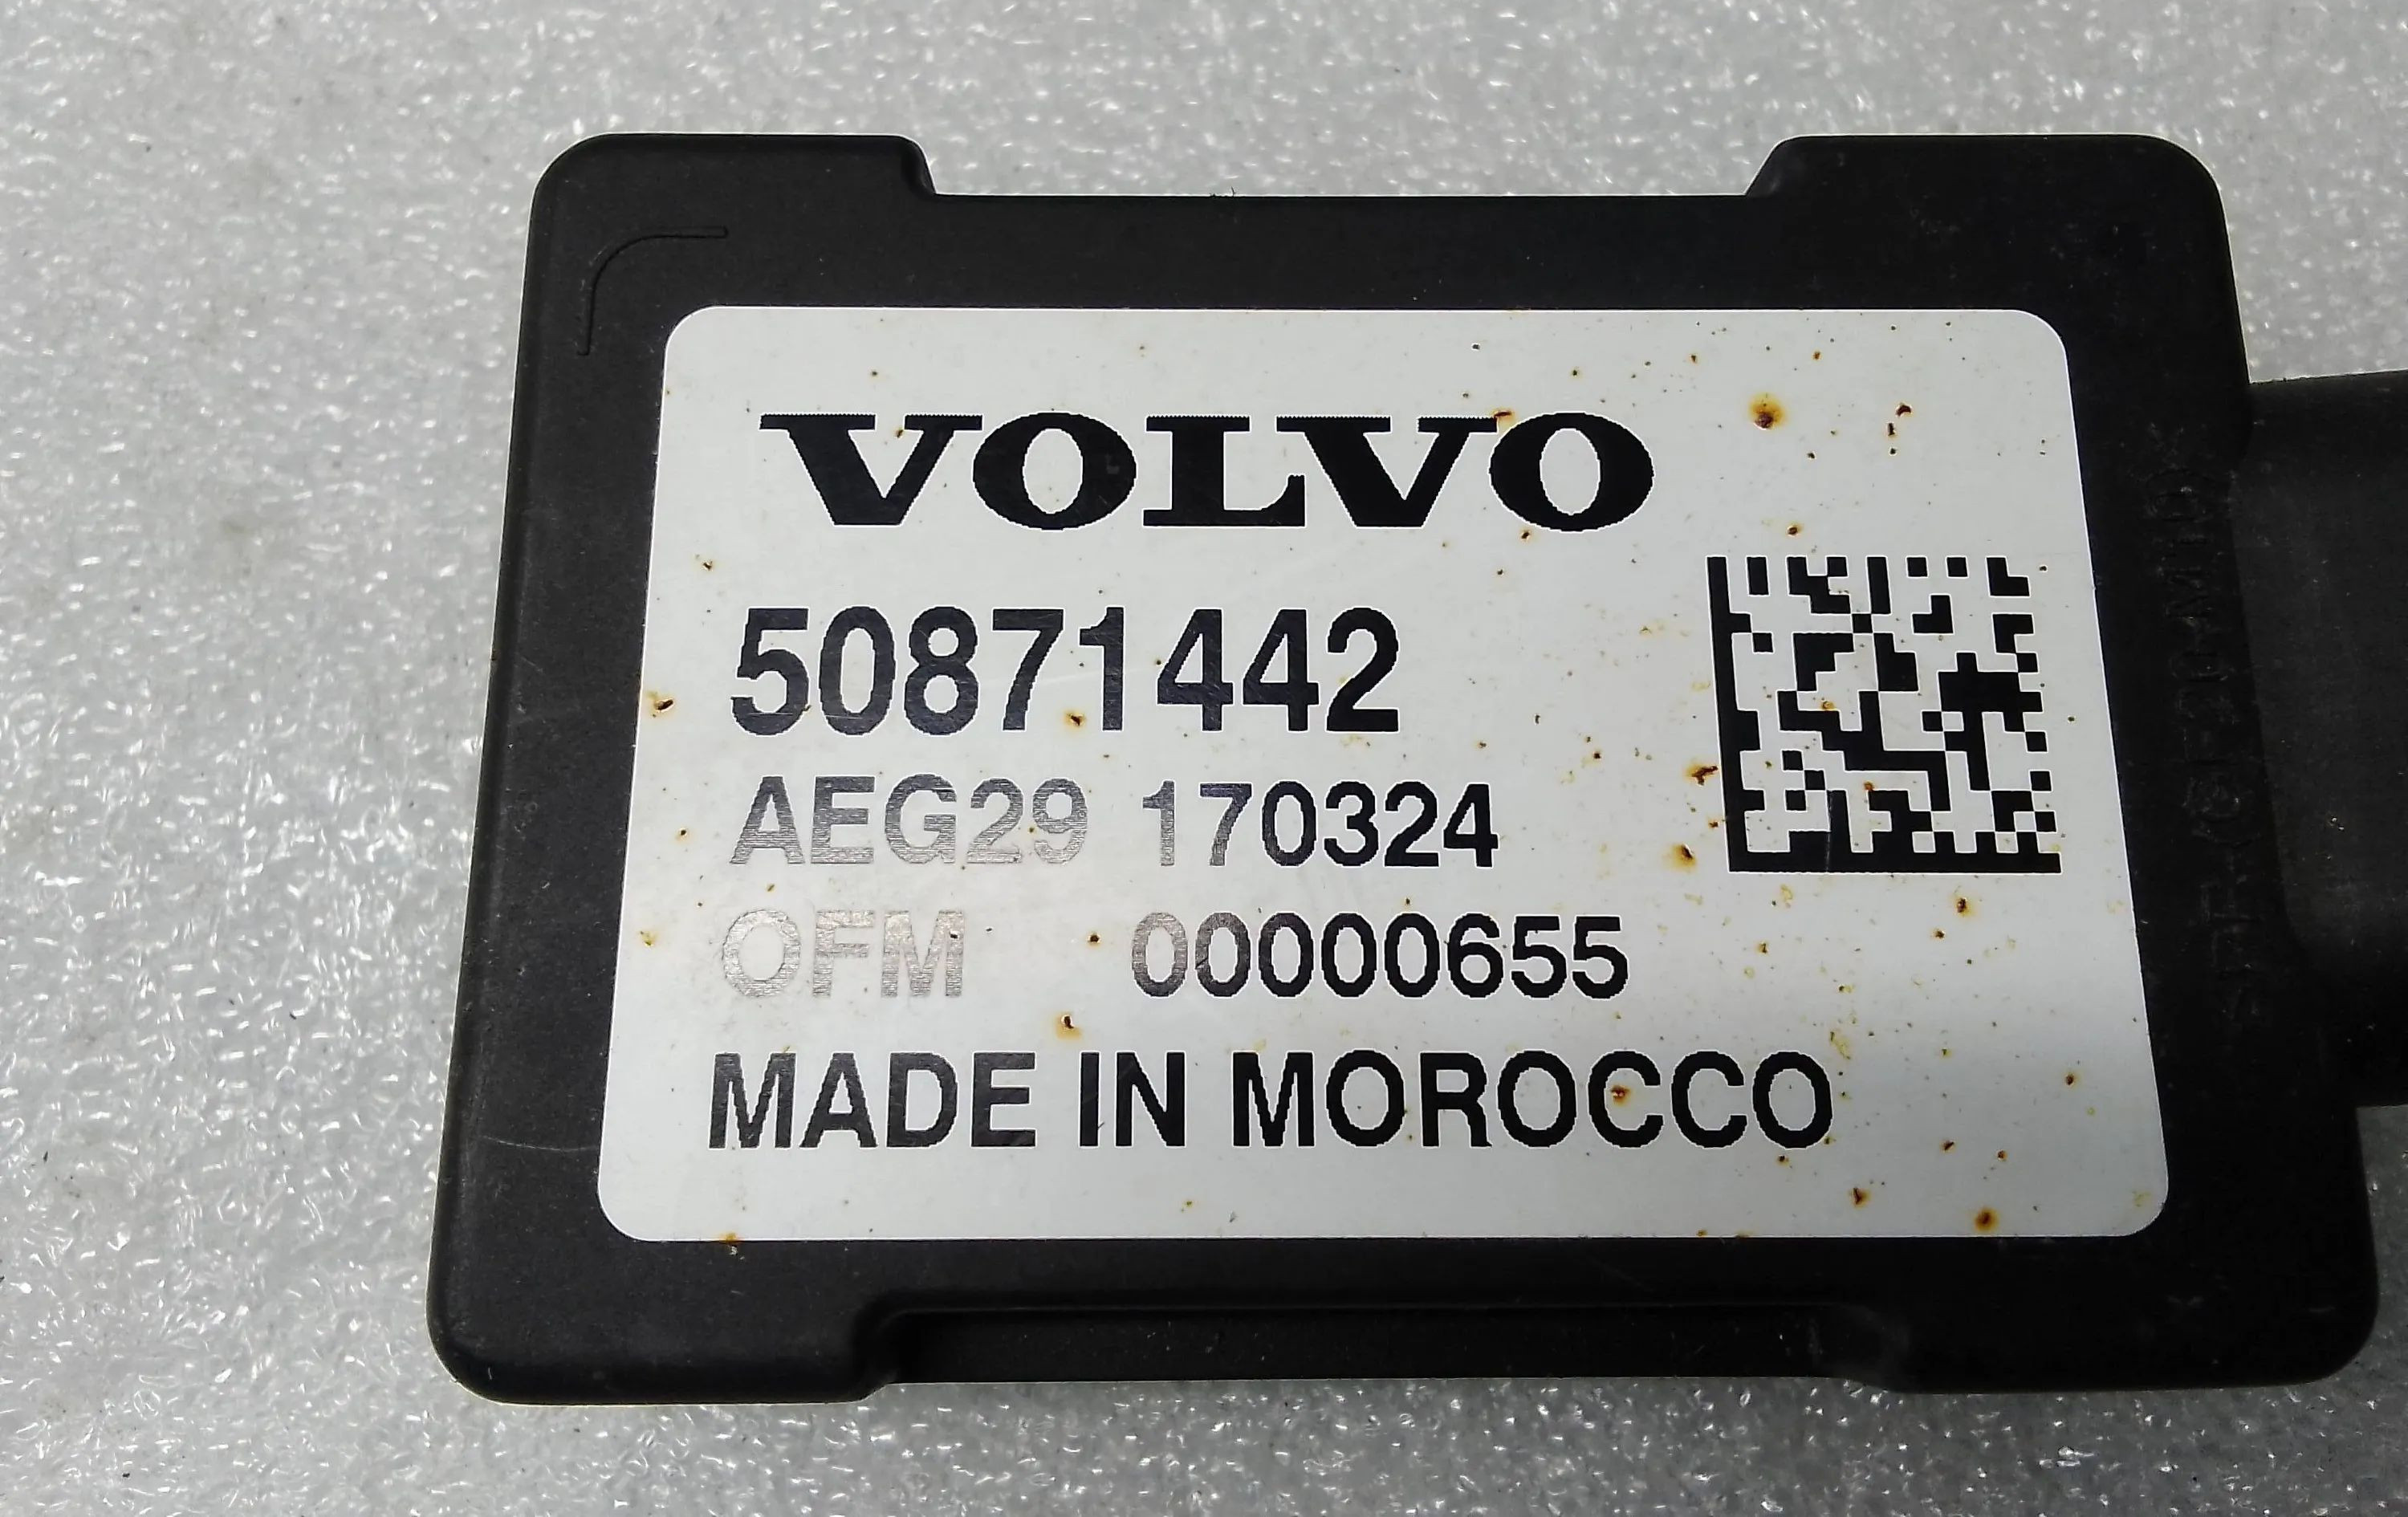 VOLVO
50871442
AEG29 170324
OFM 00000655
MADE IN MOROCCO